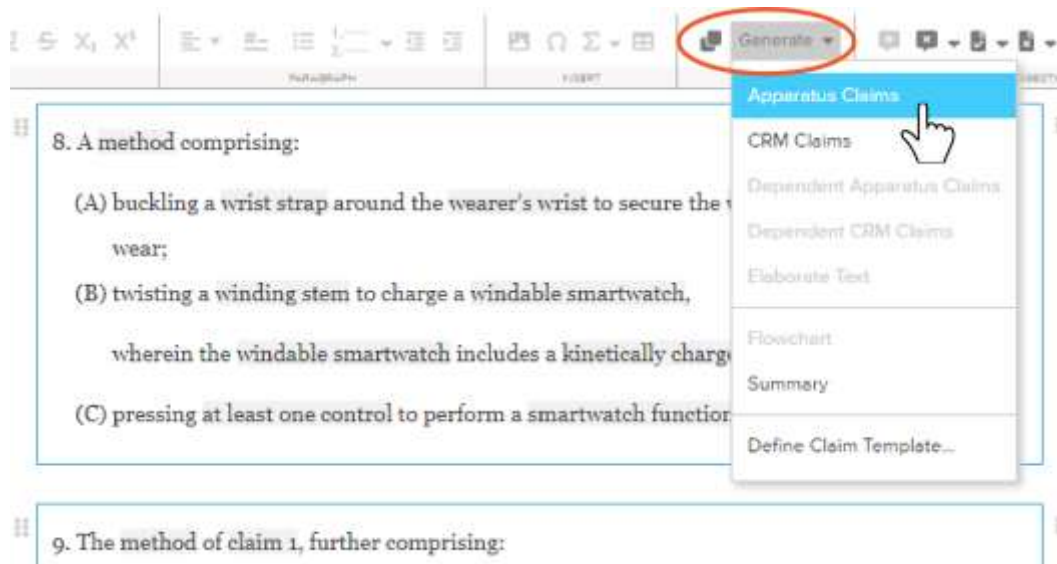 Generate
Apparatus Claims
CRM Claims
Dependent Apparatus Claims
Dependent CRM Claims
Elaborate Text
Flowchart
Summary
Define Claim Template...
8. A method comprising:
(A) buckling a wrist strap around the wearer's wrist to secure the
wear;
(B) twisting a winding stem to charge a windable smartwatch,
wherein the windable smartwatch includes a kinetically
(C) pressing at least one control to perform a smartwatch
9. The method of claim 1, further comprising: